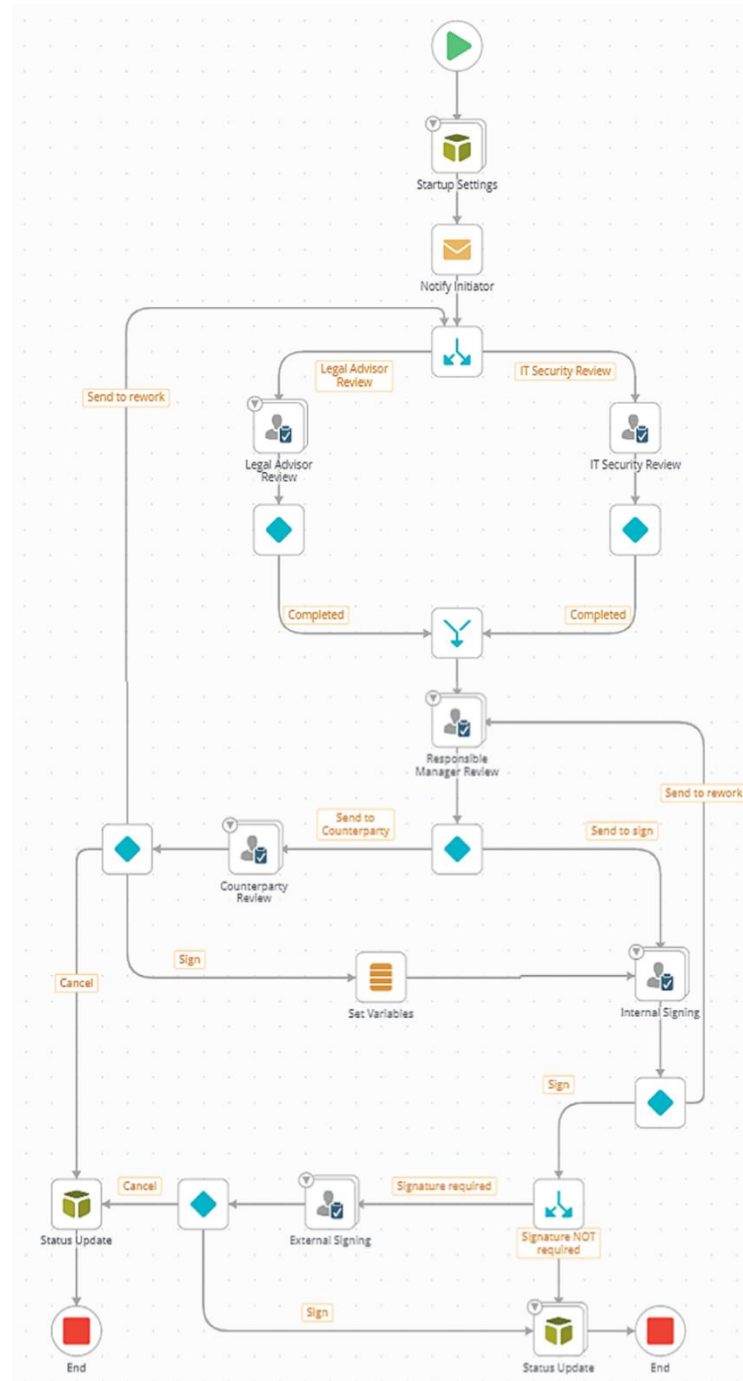 Startup Settings
Notify Initiator
Legal Advisor
Review
IT Security Review
Send to rework
Legal Advisor
Review
IT Security Review
Completed
Completed
Responsible
Manager Review
Send to rework
Send to
Counterparty
Send to sign
Counterparty
Review
Sign
Cancel
Set Variables
Internal Signing
Sign
Cancel
Signature required
Status Update
External Signing
Signature NOT
required
Sign
End
Status Update
End